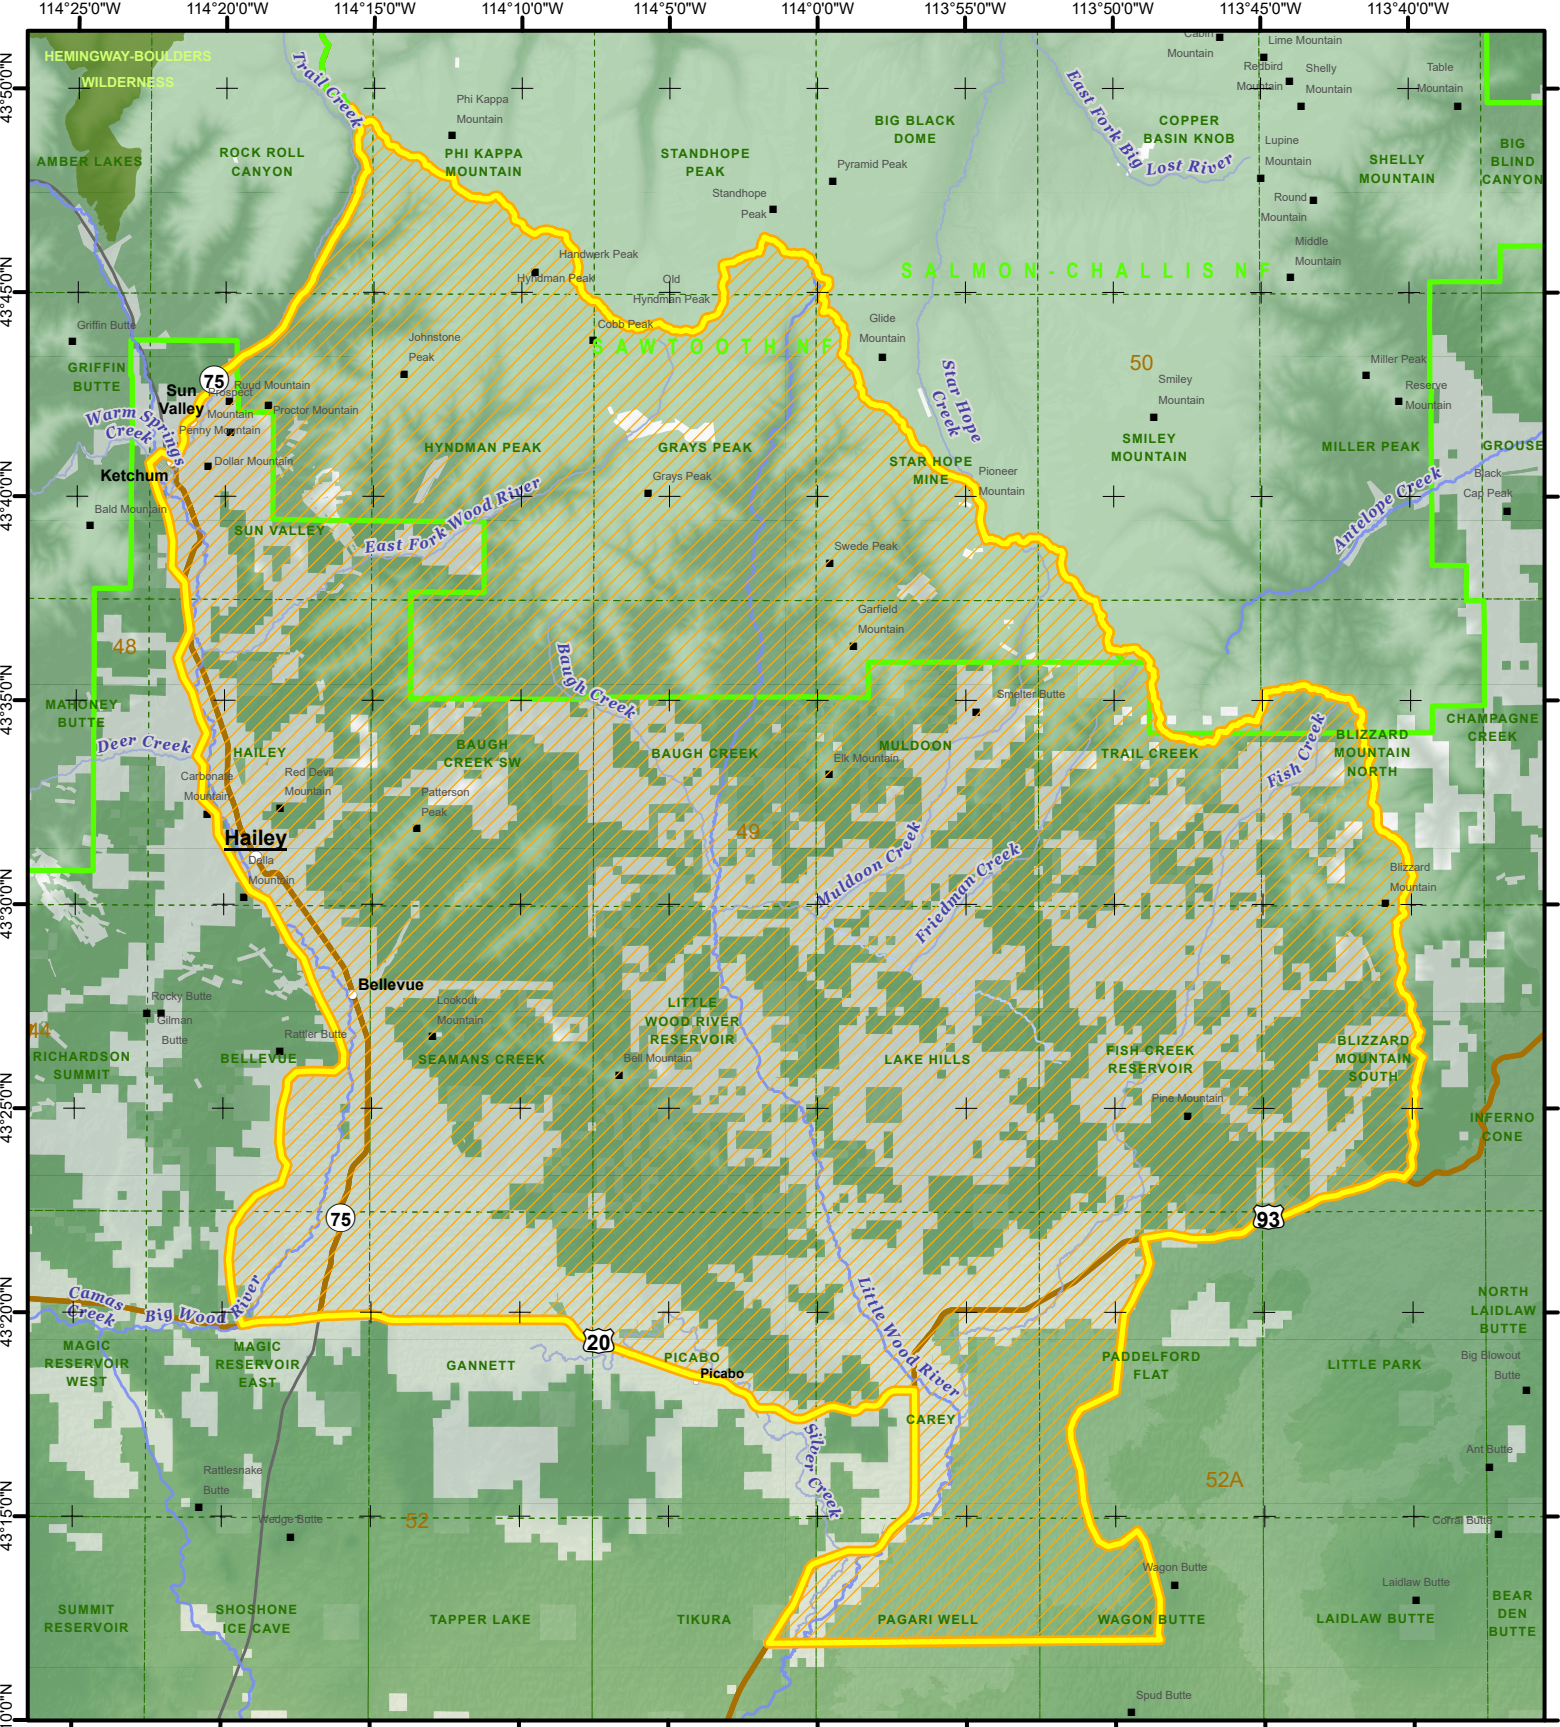 114°25'0"W
114°20'0"W
114°15'0"W
114°10'0"W
114°5'0"W
114°0'0"W
113°55'0"W
113°50'0"W
113°45'0"W
113°40'0"W
43°50'0"N
43°45'0"N
43°40'0"N
43°35'0"N
43°30'0"N
43°25'0"N
43°20'0"N
43°15'0"N
10'0"N
HEMINGWAY-BOULDERS
WILDERNESS
Trail Creek
Phi Kappa
Mountain
AMBER LAKES
ROCK ROLL
CANYON
PHI KAPPA
MOUNTAIN
STANDHOPE
PEAK
Standhope
Peak
BIG BLACK
DOME
Pyramid Peak
East Fork Big
Lost River
Cabin
Mountain
Lime Mountain
Redbird
Mountain
Shelly
Mountain
Table
Mountain
COPPER
BASIN KNOB
Lupine
Mountain
SHELLY
MOUNTAIN
BIG
BLIND
CANYON
Round
Mountain
Middle
Mountain
SALMON-CHALLIS NF
Handwerk Peak
Hyndman Peak
Old
Hyndman Peak
Cobb Peak
SAWTOOTH NF
Griffin Butte
GRIFFIN
BUTTE
Johnstone
Peak
Glide
Mountain
Star Hope
Creek
50
Smiley
Mountain
SMILEY
MOUNTAIN
Miller Peak
Reserve
Mountain
MILLER PEAK
GROUSE
Black
Cap Peak
Antelope Creek
75
Sun
Valley
Ruud Mountain
Prospect
Mountain
Proctor Mountain
Penny Mountain
Warm Springs
Creek
Dollar Mountain
Ketchum
Bald Mountain
HYNDMAN PEAK
GRAYS PEAK
Grays Peak
STAR HOPE
MINE
Pioneer
Mountain
SUN VALLEY
East Fork Wood River
Swede Peak
Garfield
Mountain
48
Baugh Creek
Smelter Butte
MAHONEY
BUTTE
Deer Creek
HAILEY
BAUGH
CREEK SW
BAUGH CREEK
MULDOON
Elk Mountain
TRAIL CREEK
Fish Creek
BLIZZARD
MOUNTAIN
NORTH
CHAMPAGNE
CREEK
Carbonate
Mountain
Red Devil
Mountain
Patterson
Peak
49
Hailey
Della
Mountain
Muldoon Creek
Friedman Creek
Blizzard
Mountain
Bellevue
Rocky Butte
Gilman
Butte
44
RICHARDSON
SUMMIT
BELLEVUE
Rattler Butte
Lookout
Mountain
SEAMANS CREEK
LITTLE
WOOD RIVER
RESERVOIR
Bell Mountain
LAKE HILLS
FISH CREEK
RESERVOIR
Pine Mountain
BLIZZARD
MOUNTAIN
SOUTH
INFERNO
CONE
75
93
Camas
Creek
Big Wood River
Little Wood River
20
MAGIC
RESERVOIR
WEST
MAGIC
RESERVOIR
EAST
GANNETT
PICABO
Picabo
CAREY
PADDELFORD
FLAT
LITTLE PARK
NORTH
LAIDLAW
BUTTE
Big Blowout
Butte
Silver Creek
Rattlesnake
Butte
Wedge Butte
52
52A
Ant Butte
Corral Butte
Wagon Butte
Laidlaw Butte
SUMMIT
RESERVOIR
SHOSHONE
ICE CAVE
TAPPER LAKE
TIKURA
PAGARI WELL
WAGON BUTTE
LAIDLAW BUTTE
BEAR
DEN
BUTTE
Spud Butte